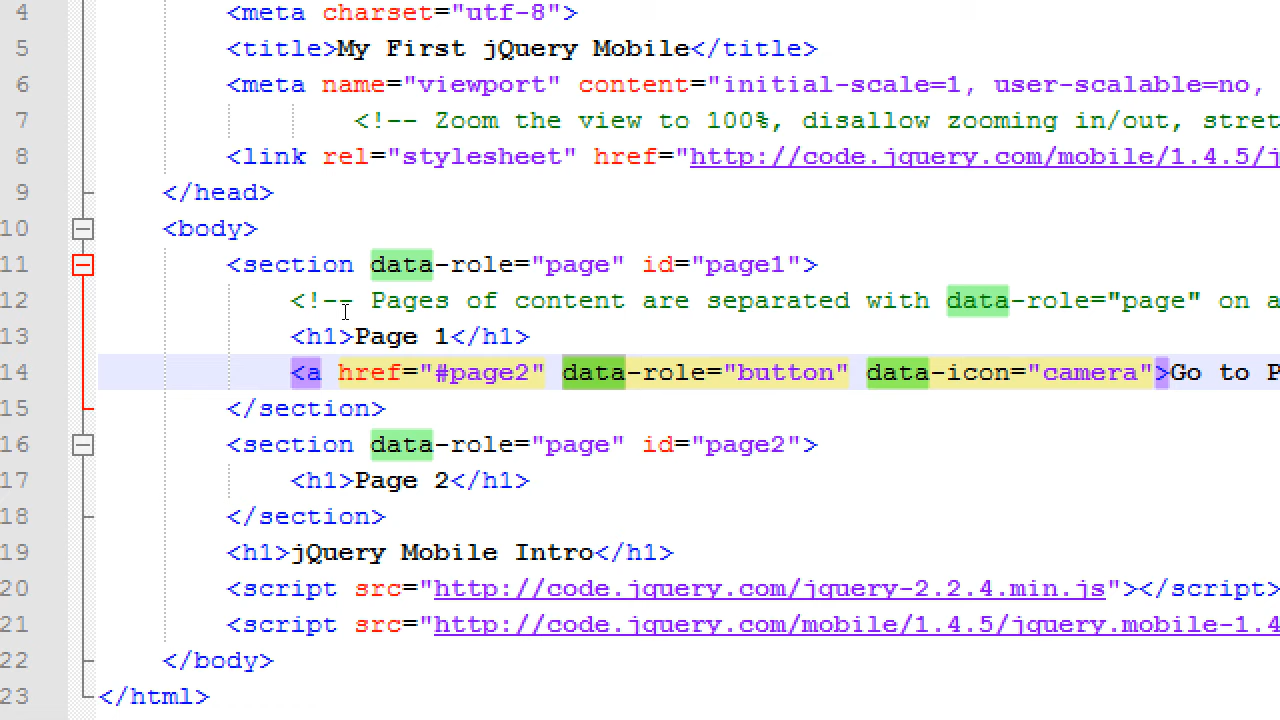 4 <meta charset="utf-8">
5 <title>My First jQuery Mobile</title>
6 <meta name="viewport" content="initial-scale=1, user-scalable=no,
7 <!-- Zoom the view to 100%, disallow zooming in/out, stret
8 <link rel="stylesheet" href="http://code.jquery.com/mobile/1.4.5/j
9 </head>
10 <body>
11 <section data-role="page" id="page1">
12 <!-- Pages of content are separated with data-role="page" on a
13 <h1>Page 1</h1>
14 <a href="#page2" data-role="button" data-icon="camera">Go to P
15 </section>
16 <section data-role="page" id="page2">
17 <h1>Page 2</h1>
18 </section>
19 <h1>jQuery Mobile Intro</h1>
20 <script src="http://code.jquery.com/jquery-2.2.4.min.js"></script>
21 <script src="http://code.jquery.com/mobile/1.4.5/jquery.mobile-1.4
22 </body>
23 </html>